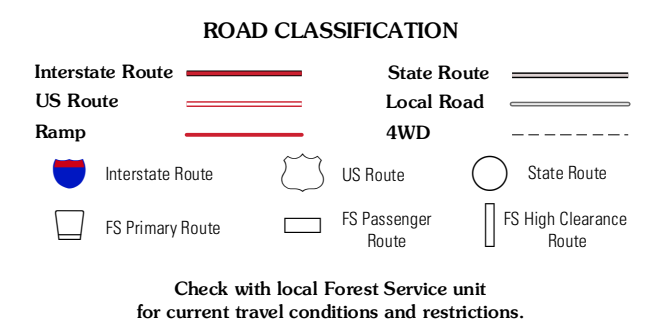 ROAD CLASSIFICATION
Interstate Route
State Route
US Route
Local Road
Ramp
4WD
Interstate Route
US Route
State Route
FS Primary Route
FS Passenger
Route
FS High Clearance
Route
Check with local Forest Service unit
for current travel conditions and restrictions.